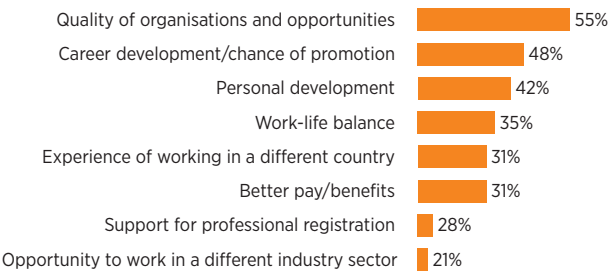 Quality of organisations and opportunities 55%
Career development/chance of promotion 48%
Personal development 42%
Work-life balance 35%
Experience of working in a different country 31%
Better pay/benefits 31%
Support for professional registration 28%
Opportunity to work in a different industry sector 21%